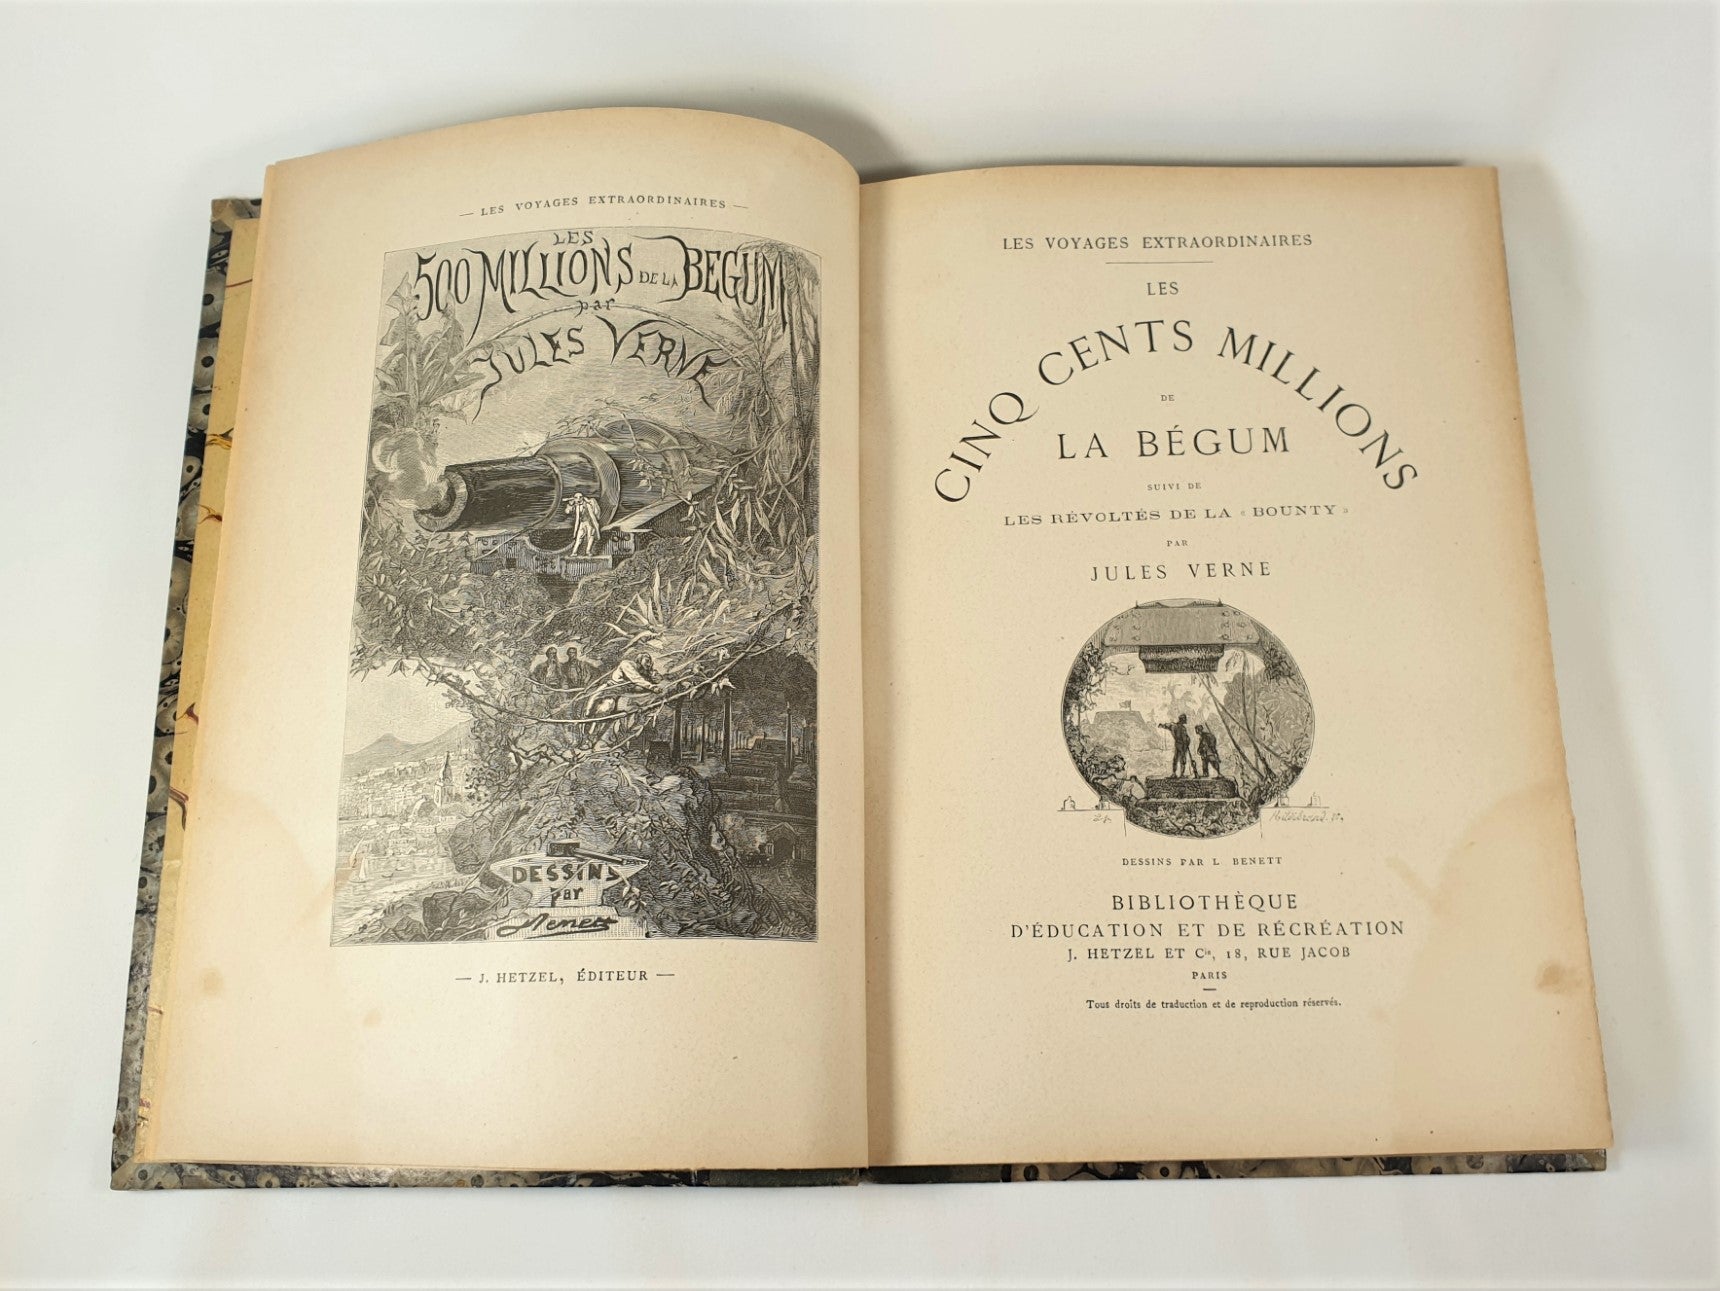 — LES VOYAGES EXTRAORDINAIRES —
LES
500 MILLIONS DE LA BEGUM
par
JULES VERNE
DESSINS
par
Benett
— J. HETZEL, ÉDITEUR —
LES VOYAGES EXTRAORDINAIRES
LES
CINQ CENTS MILLIONS
DE
LA BÉGUM
SUIVI DE
LES RÉVOLTÉS DE LA « BOUNTY »
PAR
JULES VERNE
Hildibrand
DESSINS PAR L. BENETT
BIBLIOTHÈQUE
D'ÉDUCATION ET DE RÉCRÉATION
J. HETZEL ET Cie, 18, RUE JACOB
PARIS
Tous droits de traduction et de reproduction réservés.